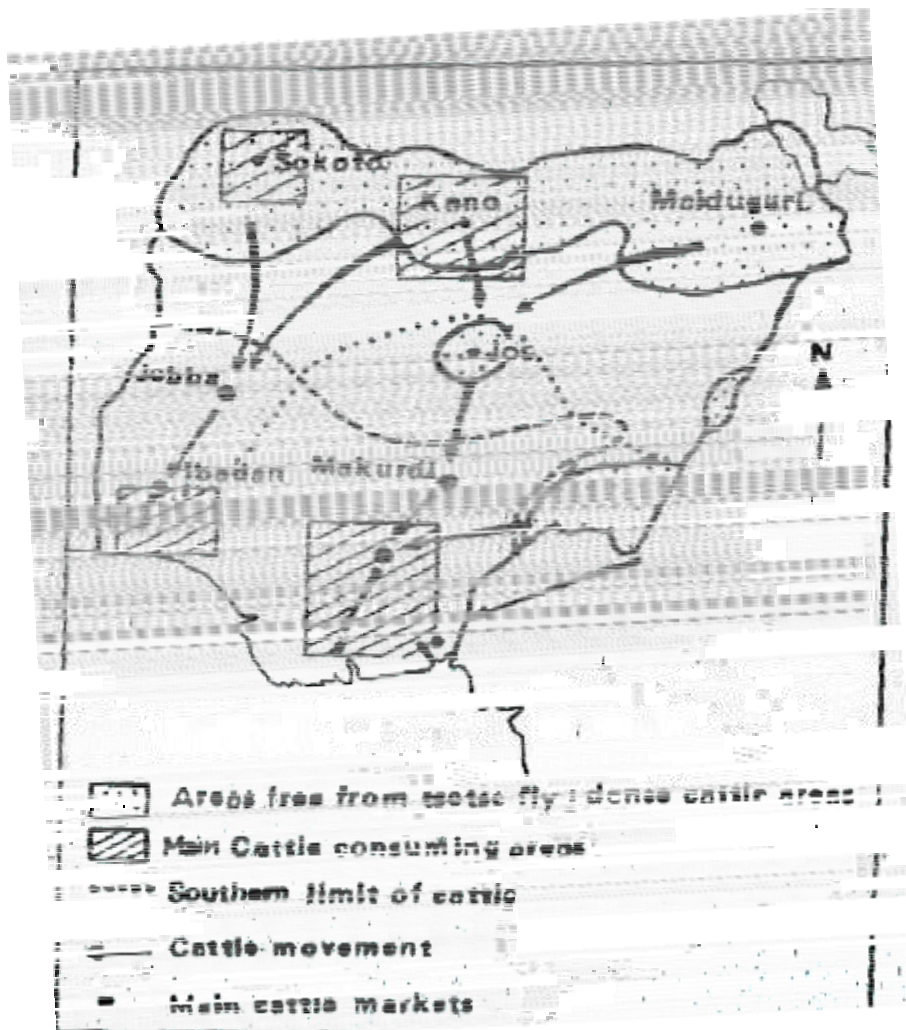 Sokoto
Kano
Maiduguri
Jos
N
Jebba
Ibadan
Makurdi
Areas free from tsetse fly : dense cattle areas
Main Cattle consuming areas
Southern limit of cattle
Cattle movement
Main cattle markets